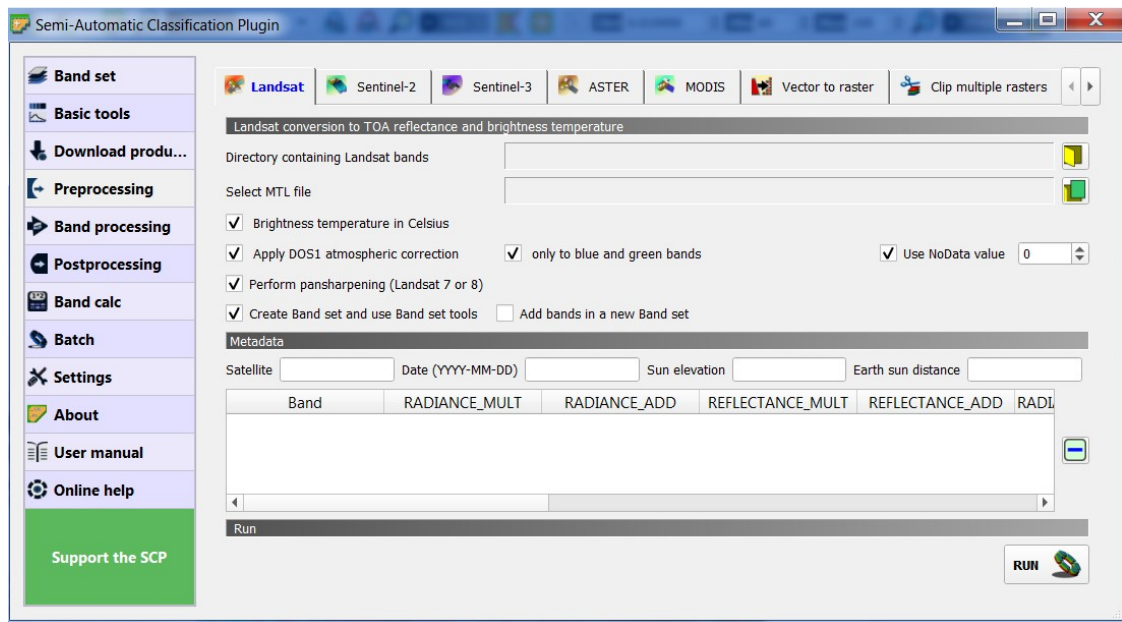 Semi-Automatic Classification Plugin
Band set
Basic tools
Download produ...
Preprocessing
Band processing
Postprocessing
Band calc
Batch
Settings
About
User manual
Online help
Support the SCP
Landsat Sentinel-2 Sentinel-3 ASTER MODIS Vector to raster Clip multiple rasters
Landsat conversion to TOA reflectance and brightness temperature
Directory containing Landsat bands
Select MTL file
Brightness temperature in Celsius
Apply DOS1 atmospheric correction only to blue and green bands Use NoData value 0
Perform pansharpening (Landsat 7 or 8)
Create Band set and use Band set tools Add bands in a new Band set
Metadata
Satellite Date (YYYY-MM-DD) Sun elevation Earth sun distance
Band RADIANCE_MULT RADIANCE_ADD REFLECTANCE_MULT REFLECTANCE_ADD RADI
Run
RUN